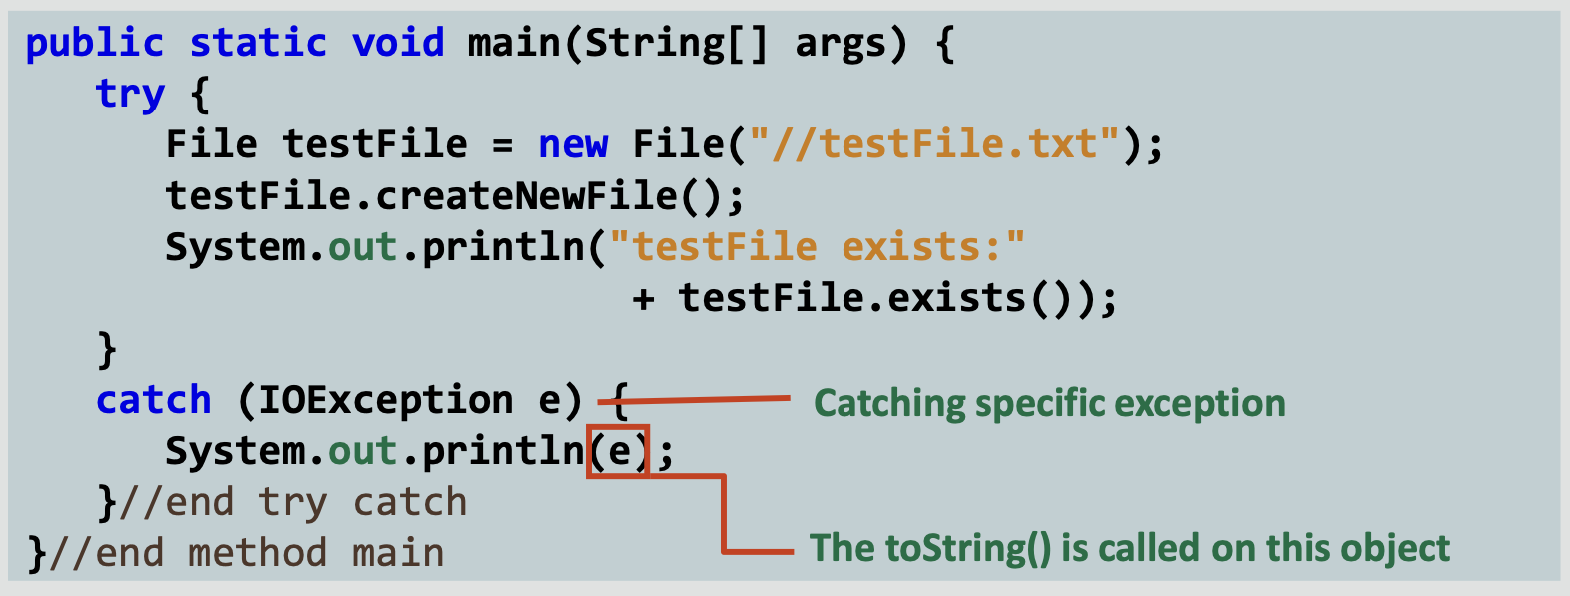 public static void main(String[] args) {
try {
File testFile = new File("//testFile.txt");
testFile.createNewFile();
System.out.println("testFile exists:"
+ testFile.exists());
}
catch (IOException e) { Catching specific exception
System.out.println(e);
}//end try catch
}//end method main
The toString() is called on this object